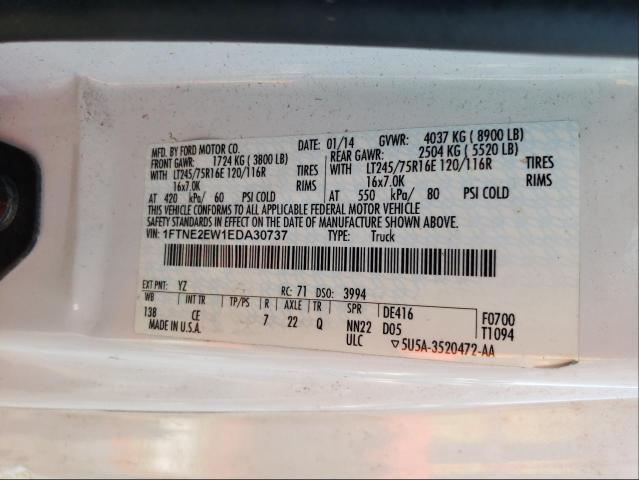 MFD. BY FORD MOTOR CO.
DATE: 01/14 GVWR: 4037 KG ( 8900 LB)
FRONT GAWR: 1724 KG ( 3800 LB) REAR GAWR: 2504 KG ( 5520 LB)
WITH LT245/75R16E 120/116R TIRES WITH LT245/75R16E 120/116R TIRES
16x7.0K RIMS 16x7.0K RIMS
AT 420 kPa/ 60 PSI COLD AT 550 kPa/ 80 PSI COLD
THIS VEHICLE CONFORMS TO ALL APPLICABLE FEDERAL MOTOR VEHICLE
SAFETY STANDARDS IN EFFECT ON THE DATE OF MANUFACTURE SHOWN ABOVE.
VIN: 1FTNE2EW1EDA30737 TYPE: Truck
EXT PNT: YZ RC: 71 DSO: 3994
WB INT TR TP/PS R AXLE TR SPR DE416 F0700
138 CE 7 22 Q NN22 D05 T1094
MADE IN U.S.A. ULC ▽5U5A-3520472-AA